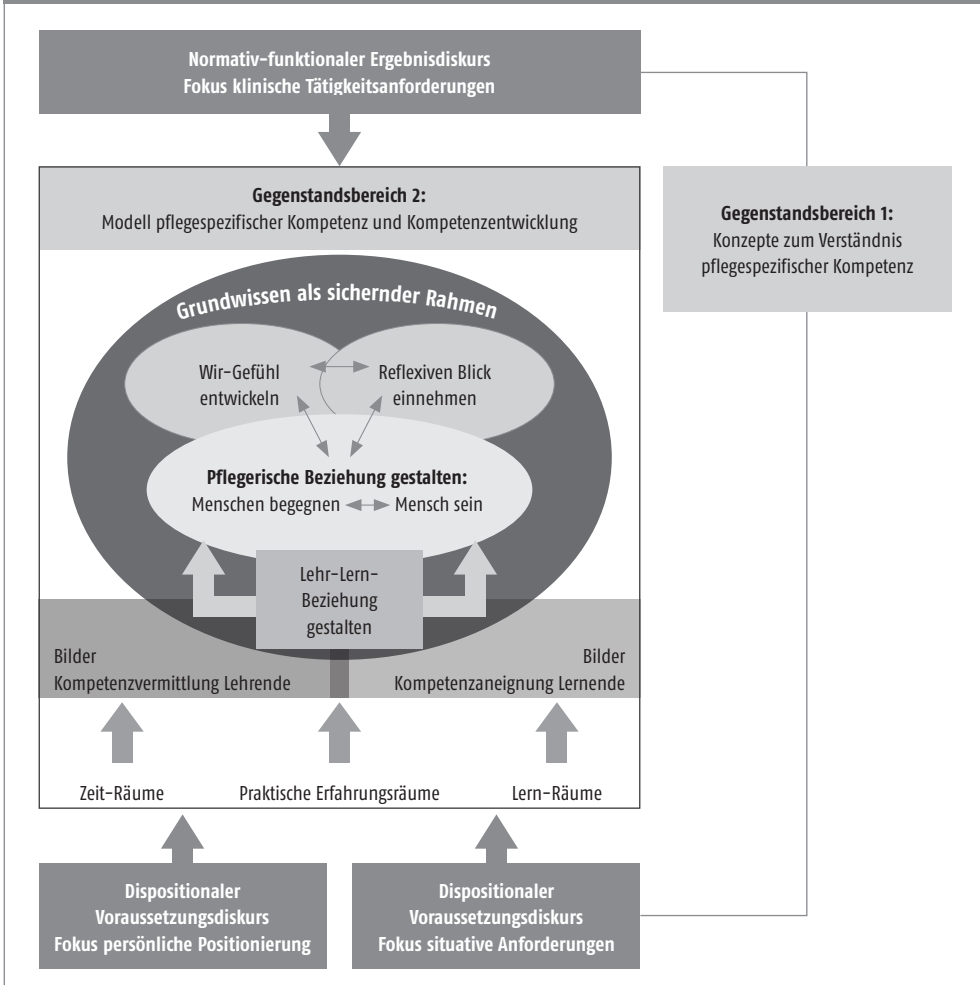 Normativ-funktionaler Ergebnisdiskurs
Fokus klinische Tätigkeitsanforderungen
Gegenstandsbereich 2:
Modell pflegespezifischer Kompetenz und Kompetenzentwicklung
Gegenstandsbereich 1:
Konzepte zum Verständnis
pflegespezifischer Kompetenz
Grundwissen als sichernder Rahmen
Wir-Gefühl
entwickeln
Reflexiven Blick
einnehmen
Pflegerische Beziehung gestalten:
Menschen begegnen Mensch sein
Lehr-Lern-
Beziehung
gestalten
Bilder
Kompetenzvermittlung Lehrende
Bilder
Kompetenzaneignung Lernende
Zeit-Räume
Praktische Erfahrungsräume
Lern-Räume
Dispositionaler
Voraussetzungsdiskurs
Fokus persönliche Positionierung
Dispositionaler
Voraussetzungsdiskurs
Fokus situative Anforderungen